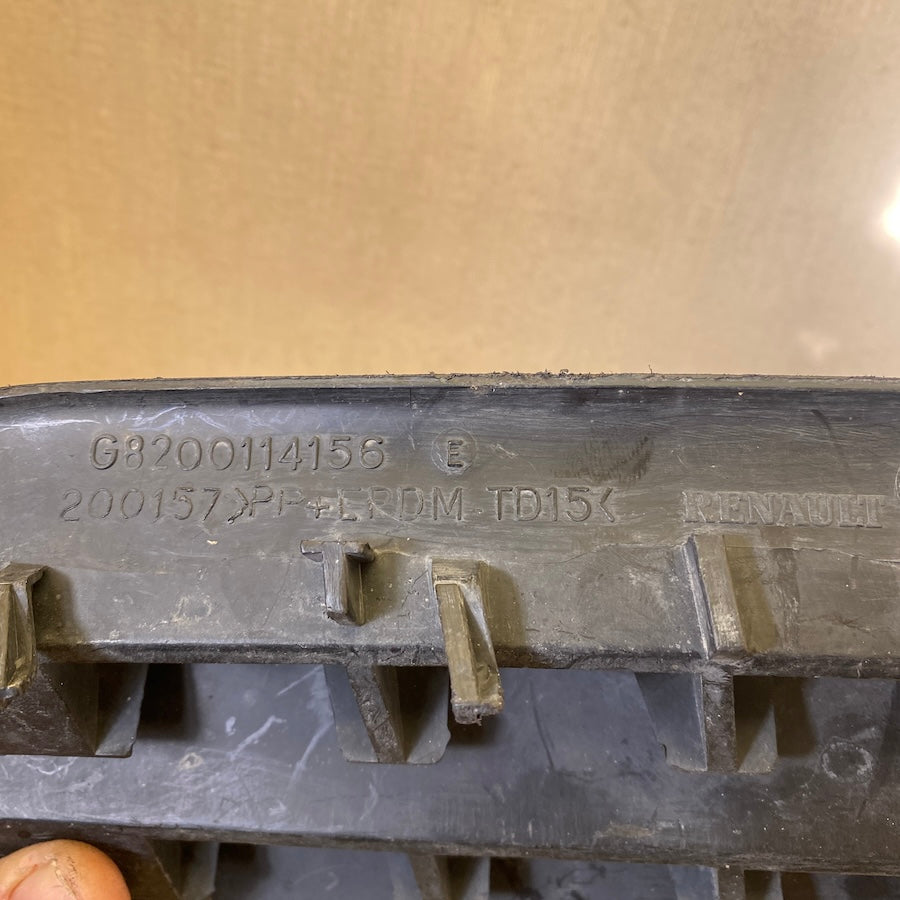 G8200114156 E
200157>PP+EPDM TD15< RENAULT